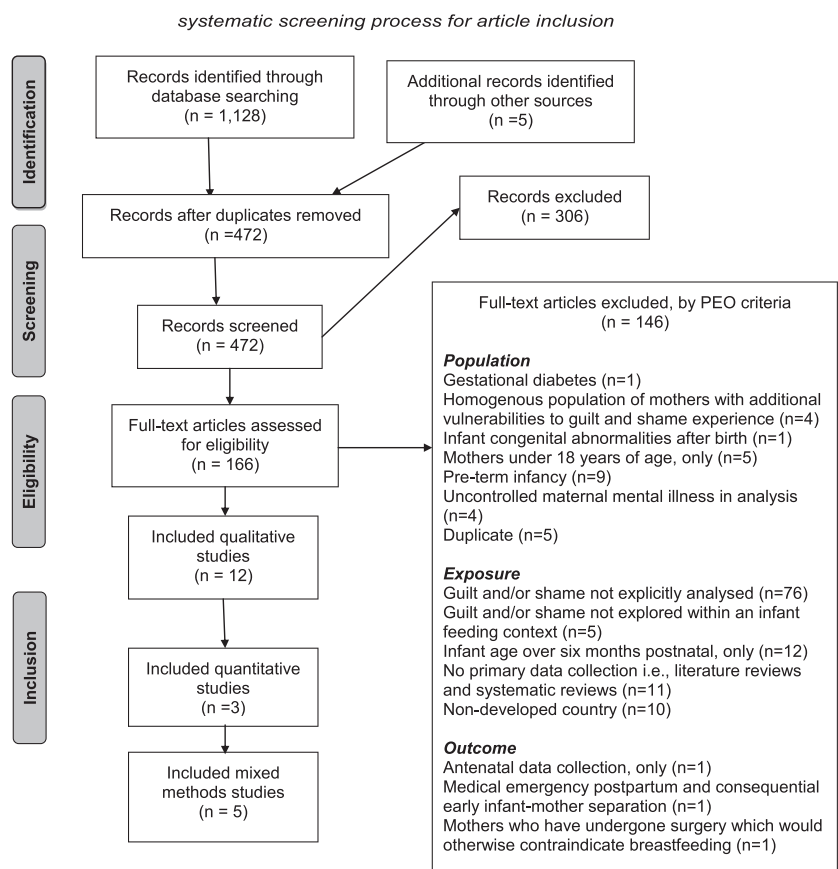 systematic screening process for article inclusion
Identification
Records identified through
database searching
(n = 1,128)
Additional records identified
through other sources
(n =5)
Records after duplicates removed
(n =472)
Records excluded
(n = 306)
Screening
Records screened
(n = 472)
Eligibility
Full-text articles assessed
for eligibility
(n = 166)
Included qualitative
studies
(n = 12)
Inclusion
Included quantitative
studies
(n =3)
Included mixed
methods studies
(n = 5)
Full-text articles excluded, by PEO criteria
(n = 146)
Population
Gestational diabetes (n=1)
Homogenous population of mothers with additional
vulnerabilities to guilt and shame experience (n=4)
Infant congenital abnormalities after birth (n=1)
Mothers under 18 years of age, only (n=5)
Pre-term infancy (n=9)
Uncontrolled maternal mental illness in analysis
(n=4)
Duplicate (n=5)
Exposure
Guilt and/or shame not explicitly analysed (n=76)
Guilt and/or shame not explored within an infant
feeding context (n=5)
Infant age over six months postnatal, only (n=12)
No primary data collection i.e., literature reviews
and systematic reviews (n=11)
Non-developed country (n=10)
Outcome
Antenatal data collection, only (n=1)
Medical emergency postpartum and consequential
early infant-mother separation (n=1)
Mothers who have undergone surgery which would
otherwise contraindicate breastfeeding (n=1)